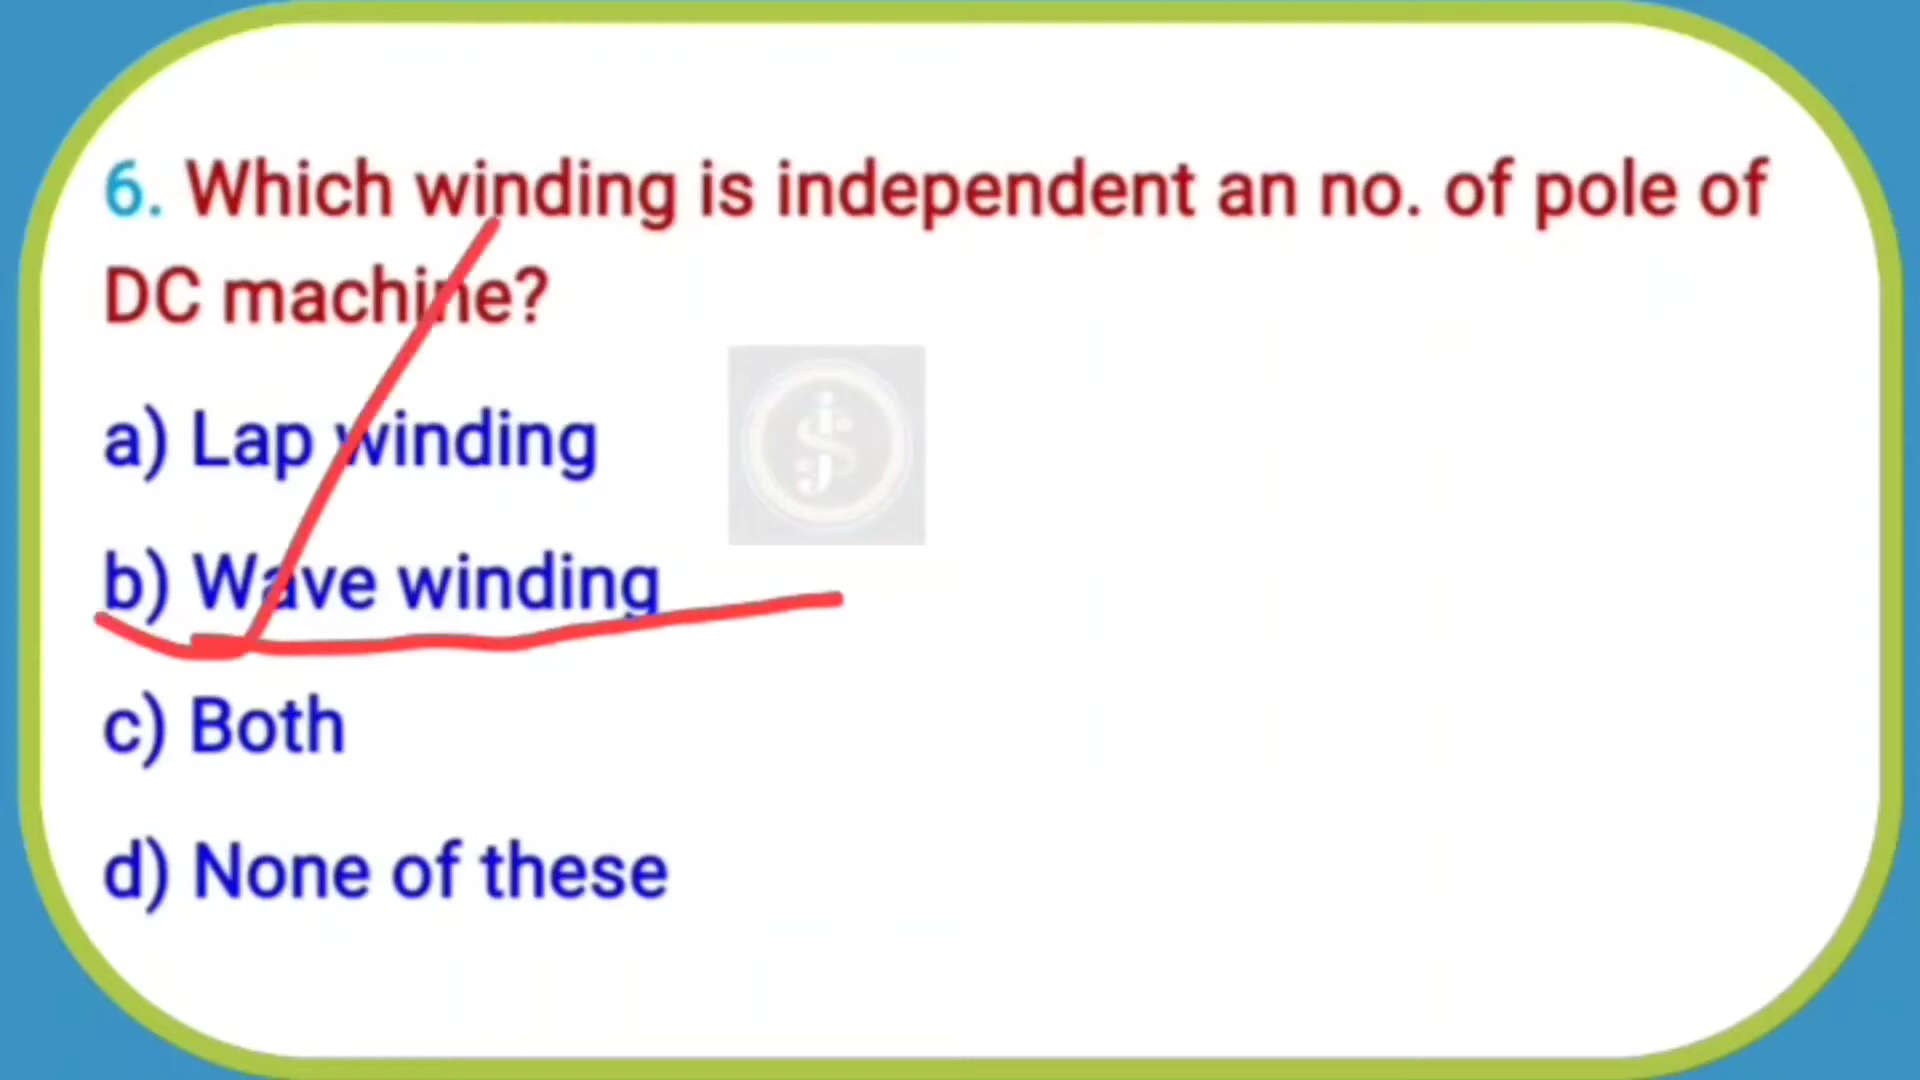 6. Which winding is independent an no. of pole of
DC machine?
a) Lap winding
b) Wave winding
c) Both
d) None of these